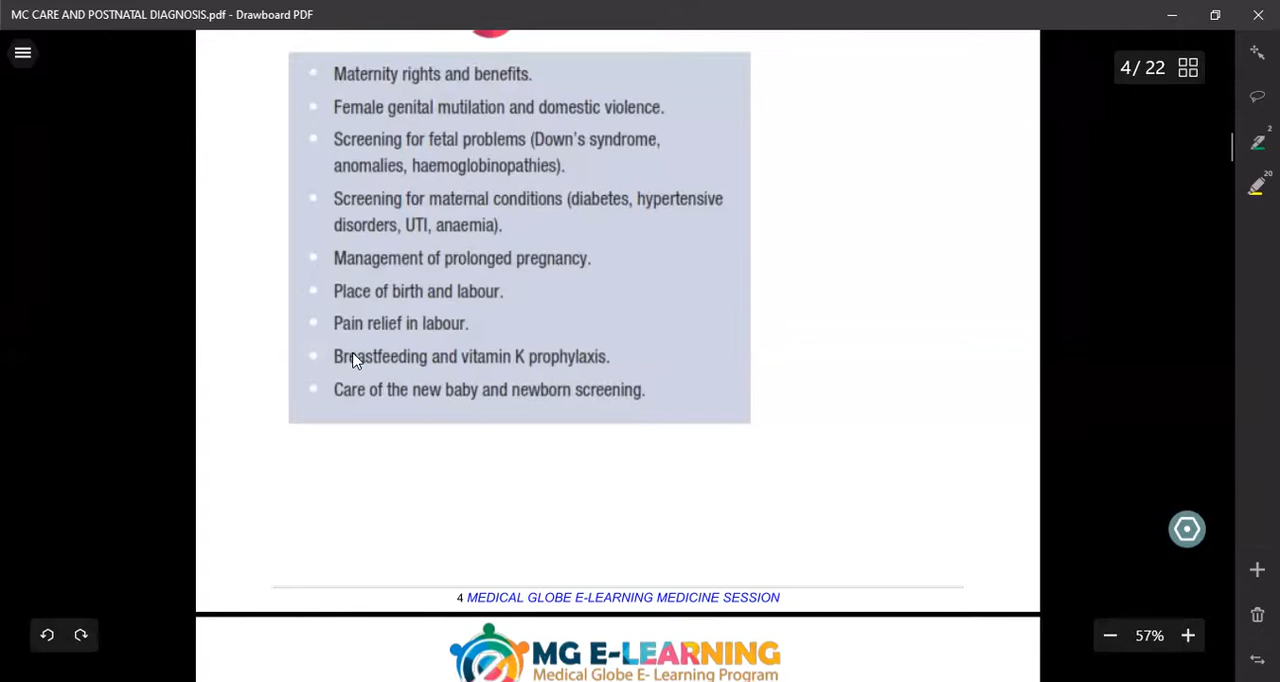 MC CARE AND POSTNATAL DIAGNOSIS.pdf - Drawboard PDF
4 / 22
2
20
Maternity rights and benefits.
Female genital mutilation and domestic violence.
Screening for fetal problems (Down's syndrome,
anomalies, haemoglobinopathies).
Screening for maternal conditions (diabetes, hypertensive
disorders, UTI, anaemia).
Management of prolonged pregnancy.
Place of birth and labour.
Pain relief in labour.
Breastfeeding and vitamin K prophylaxis.
Care of the new baby and newborn screening.
4 MEDICAL GLOBE E-LEARNING MEDICINE SESSION
57%
MG E-LEARNING
Medical Globe E- Learning Program